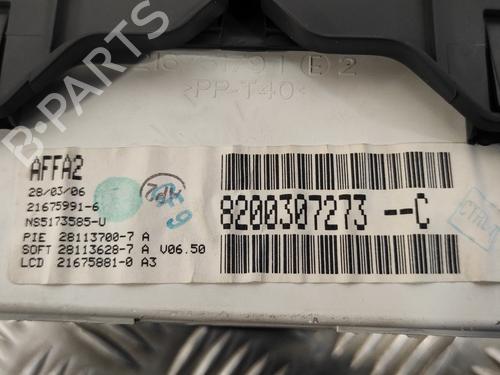 >PP-T40<
AFFA2
28/03/06
21675991-6
NS5173585-U
PIE 28113700-7 A
SOFT 28113628-7 A V06.50
LCD 21675881-0 A3
8200307273 --C
B-PARTS